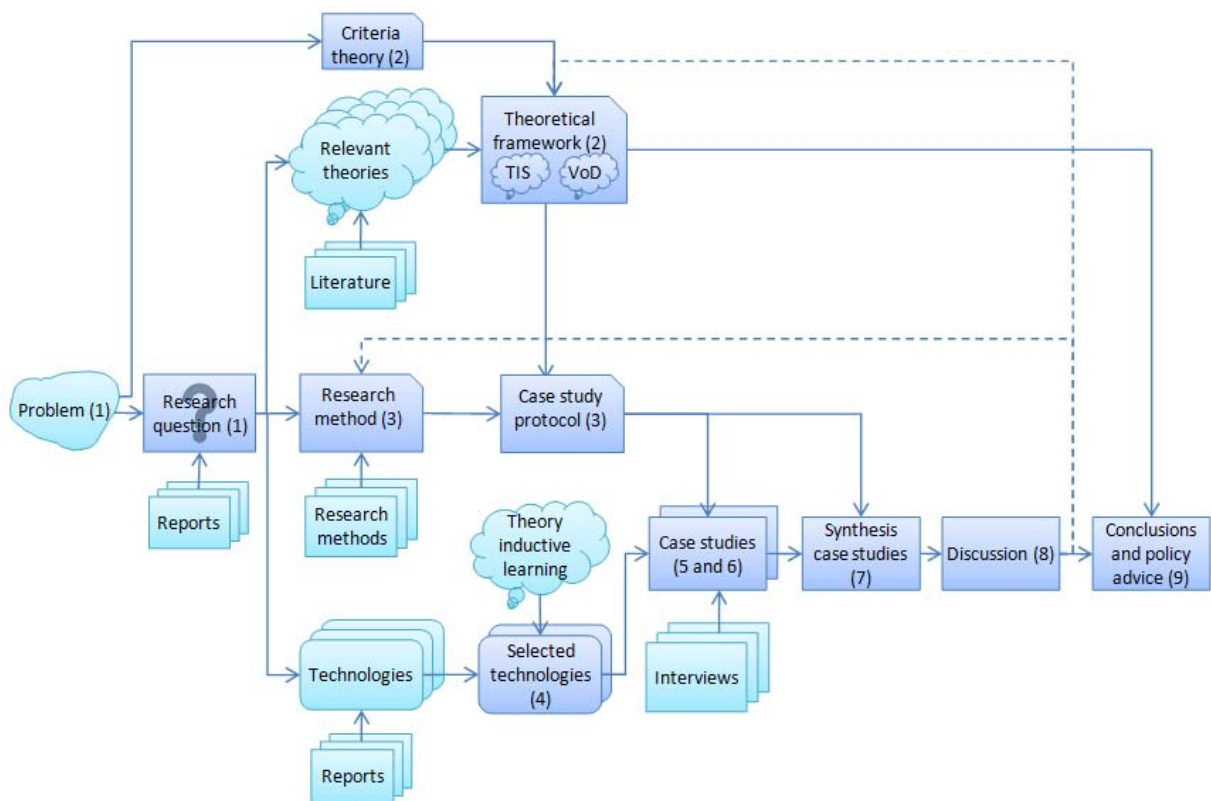 Criteria
theory (2)
Relevant
theories
Theoretical
framework (2)
TIS
VoD
Literature
Problem (1)
?
Research
question (1)
Research
method (3)
Case study
protocol (3)
Reports
Research
methods
Theory
inductive
learning
Case studies
(5 and 6)
Synthesis
case studies
(7)
Discussion (8)
Conclusions
and policy
advice (9)
Technologies
Selected
technologies
(4)
Interviews
Reports